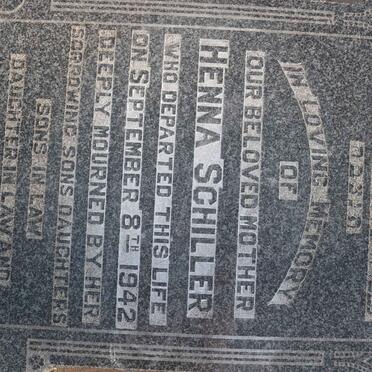 IN LOVING MEMORY
OF
OUR BELOVED MOTHER
HENNA SCHILLER
WHO DEPARTED THIS LIFE
ON SEPTEMBER 8TH 1942
DEEPLY MOURNED BY HER
SORROWING SONS DAUGHTERS
SONS IN LAW
DAUGHTER IN LAW AND